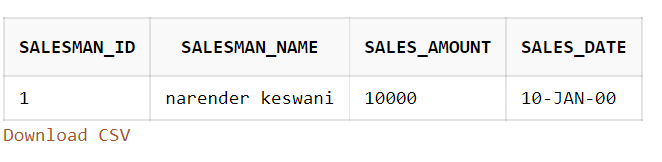 SALESMAN_ID SALESMAN_NAME SALES_AMOUNT SALES_DATE
1 narender keswani 10000 10-JAN-00
Download CSV